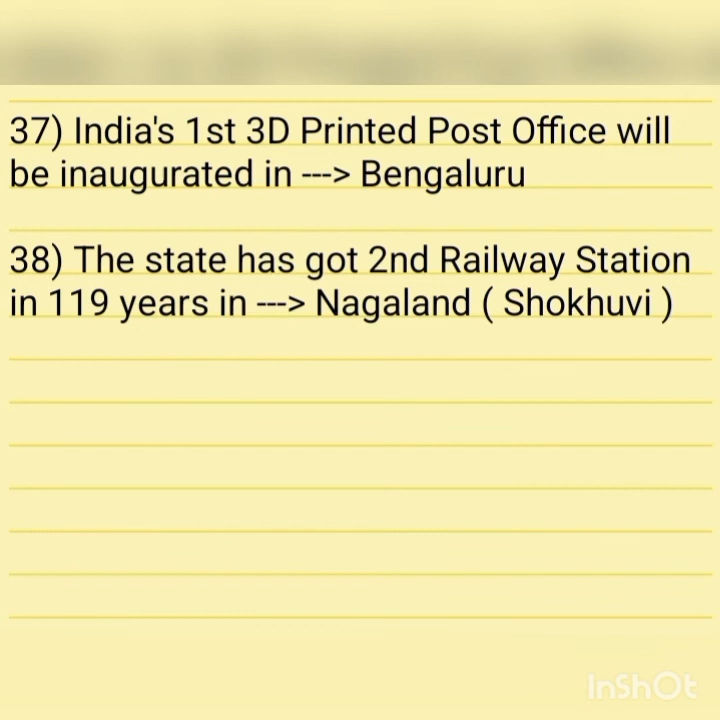 37) India's 1st 3D Printed Post Office will
be inaugurated in ---> Bengaluru
38) The state has got 2nd Railway Station
in 119 years in ---> Nagaland ( Shokhuvi )
InShOt